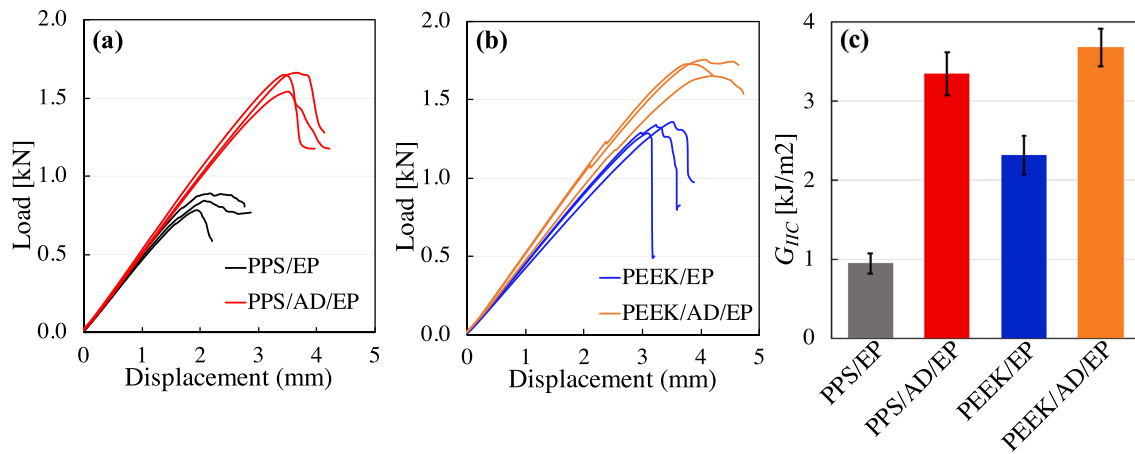 (a)
2.0
1.5
1.0
0.5
0.0
Load [kN]
PPS/EP
PPS/AD/EP
0 1 2 3 4 5
Displacement (mm)
(b)
2.0
1.5
1.0
0.5
0.0
Load [kN]
PEEK/EP
PEEK/AD/EP
0 1 2 3 4 5
Displacement (mm)
(c)
4
3
2
1
0
G_IIC [kJ/m2]
PPS/EP
PPS/AD/EP
PEEK/EP
PEEK/AD/EP